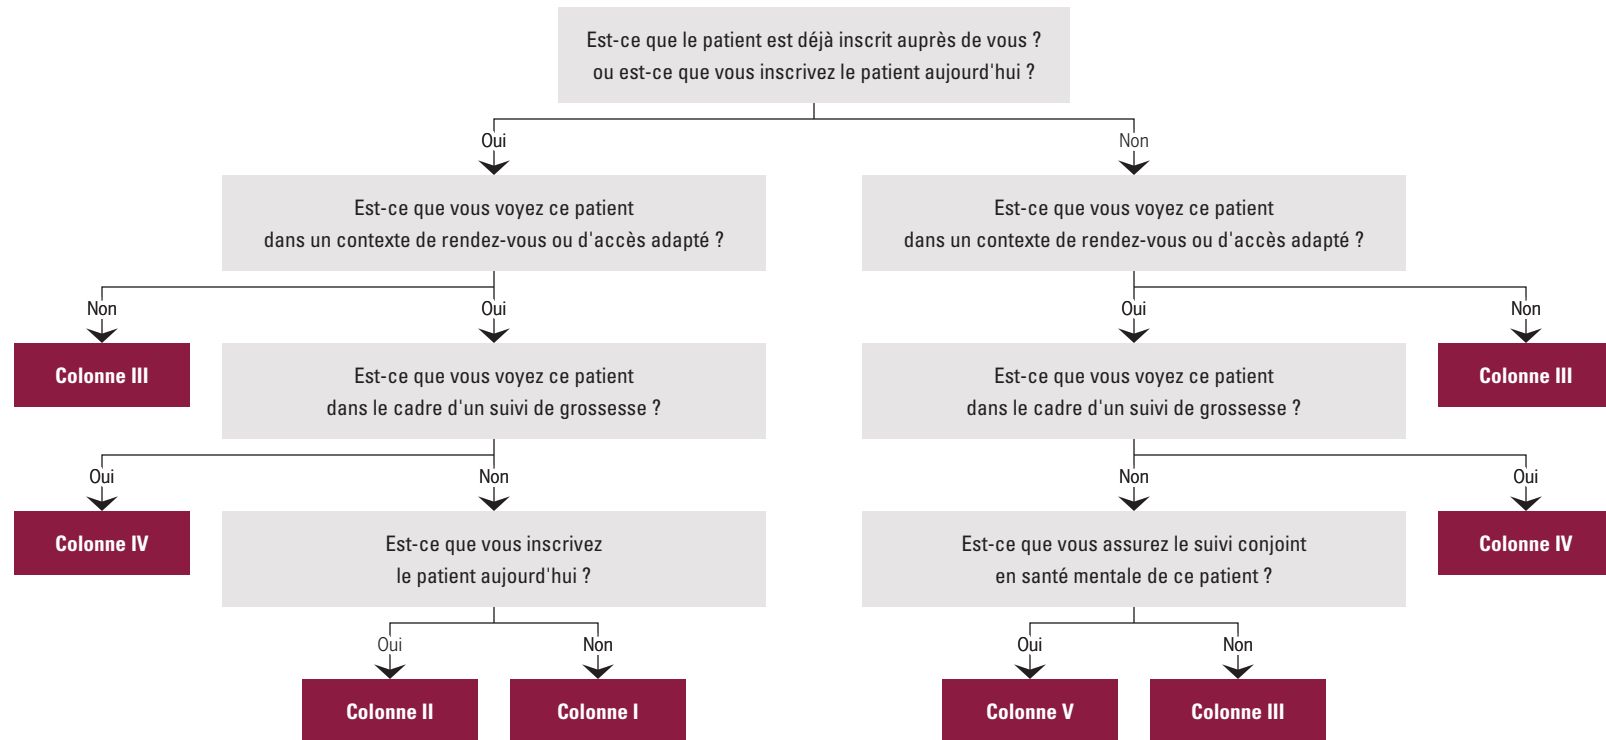 Est-ce que le patient est déjà inscrit auprès de vous ?
ou est-ce que vous inscrivez le patient aujourd'hui ?
Oui
Non
Est-ce que vous voyez ce patient
dans un contexte de rendez-vous ou d'accès adapté ?
Est-ce que vous voyez ce patient
dans un contexte de rendez-vous ou d'accès adapté ?
Non
Oui
Oui
Non
Colonne III
Est-ce que vous voyez ce patient
dans le cadre d'un suivi de grossesse ?
Est-ce que vous voyez ce patient
dans le cadre d'un suivi de grossesse ?
Colonne III
Oui
Non
Non
Oui
Colonne IV
Est-ce que vous inscrivez
le patient aujourd'hui ?
Est-ce que vous assurez le suivi conjoint
en santé mentale de ce patient ?
Colonne IV
Oui
Non
Oui
Non
Colonne II
Colonne I
Colonne V
Colonne III